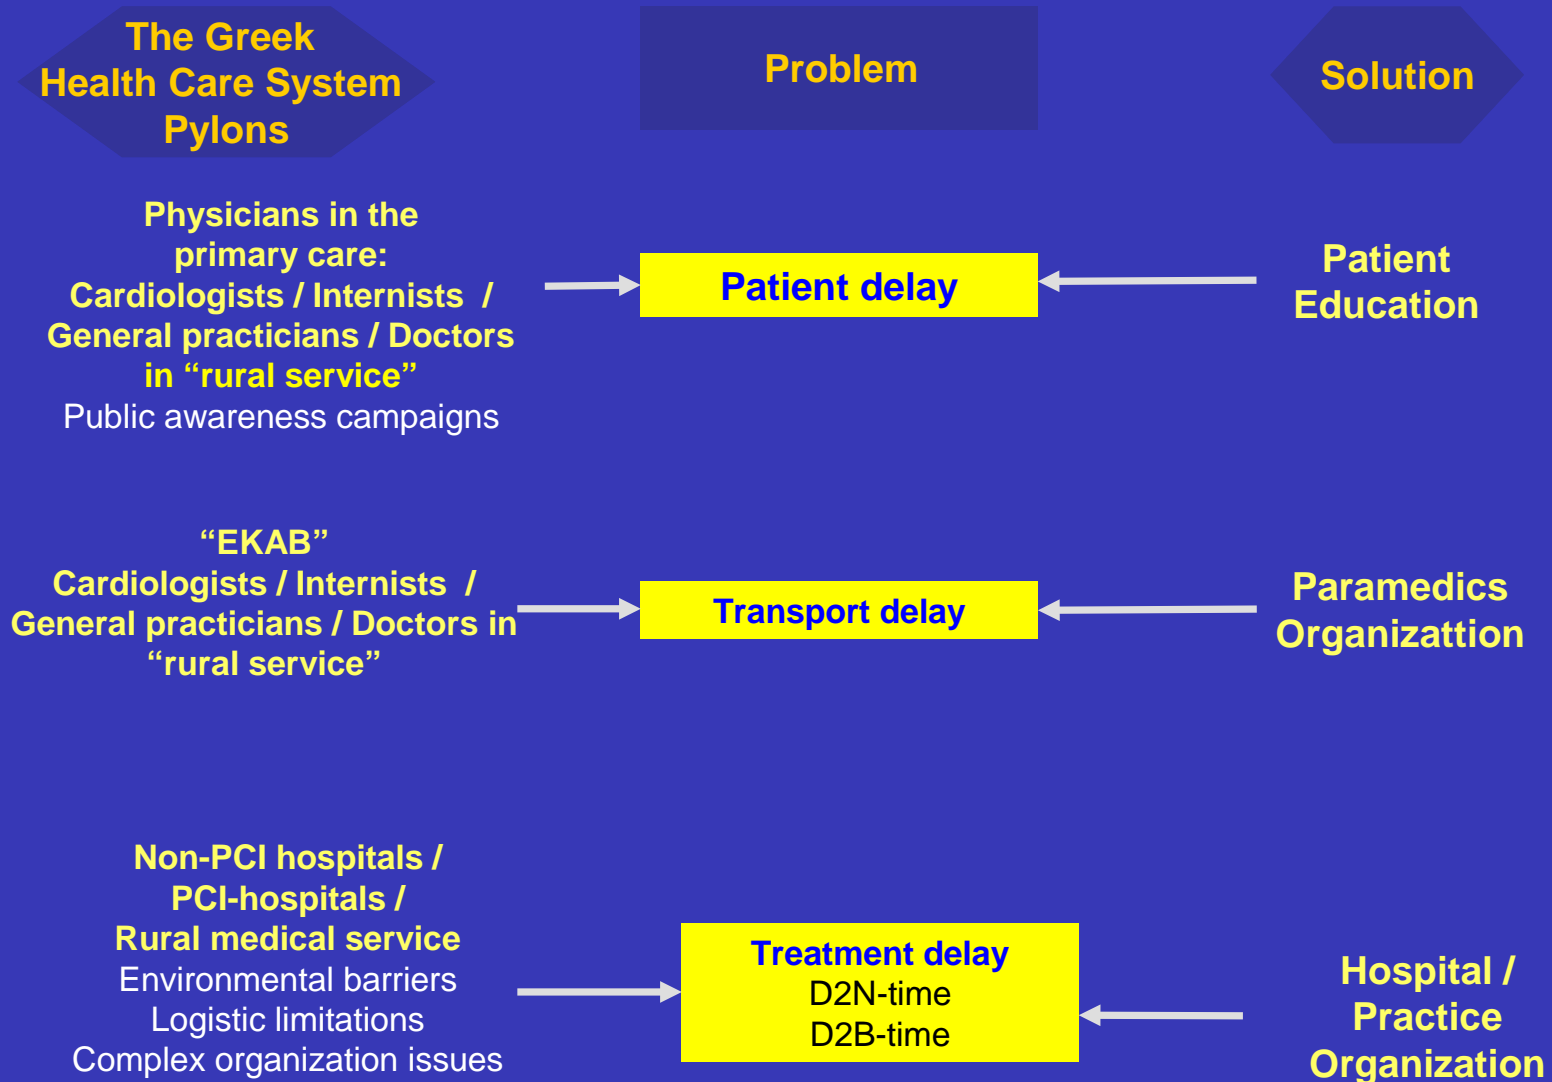 The Greek
Health Care System
Pylons
Problem
Solution
Physicians in the
primary care:
Cardiologists / Internists /
General practicians / Doctors
in “rural service”
Public awareness campaigns
Patient delay
Patient
Education
“EKAB”
Cardiologists / Internists /
General practicians / Doctors in
“rural service”
Transport delay
Paramedics
Organizattion
Non-PCI hospitals /
PCI-hospitals /
Rural medical service
Environmental barriers
Logistic limitations
Complex organization issues
Treatment delay
D2N-time
D2B-time
Hospital /
Practice
Organization